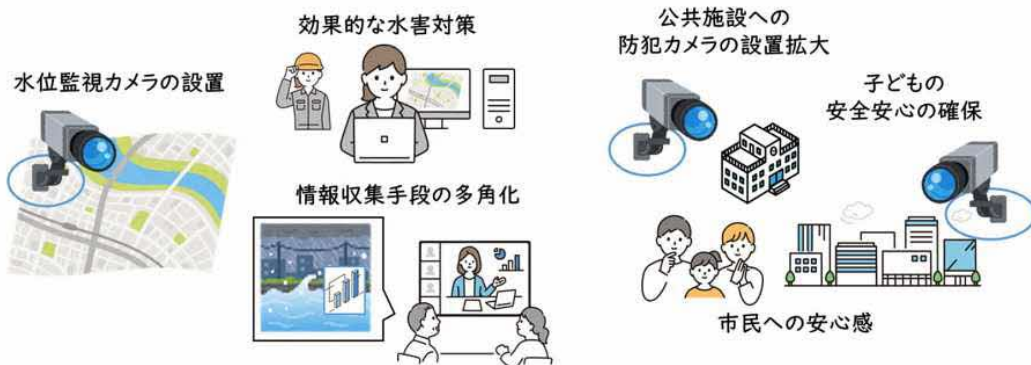 水位監視カメラの設置
効果的な水害対策
情報収集手段の多角化
公共施設への
防犯カメラの設置拡大
子どもの
安全安心の確保
市民への安心感